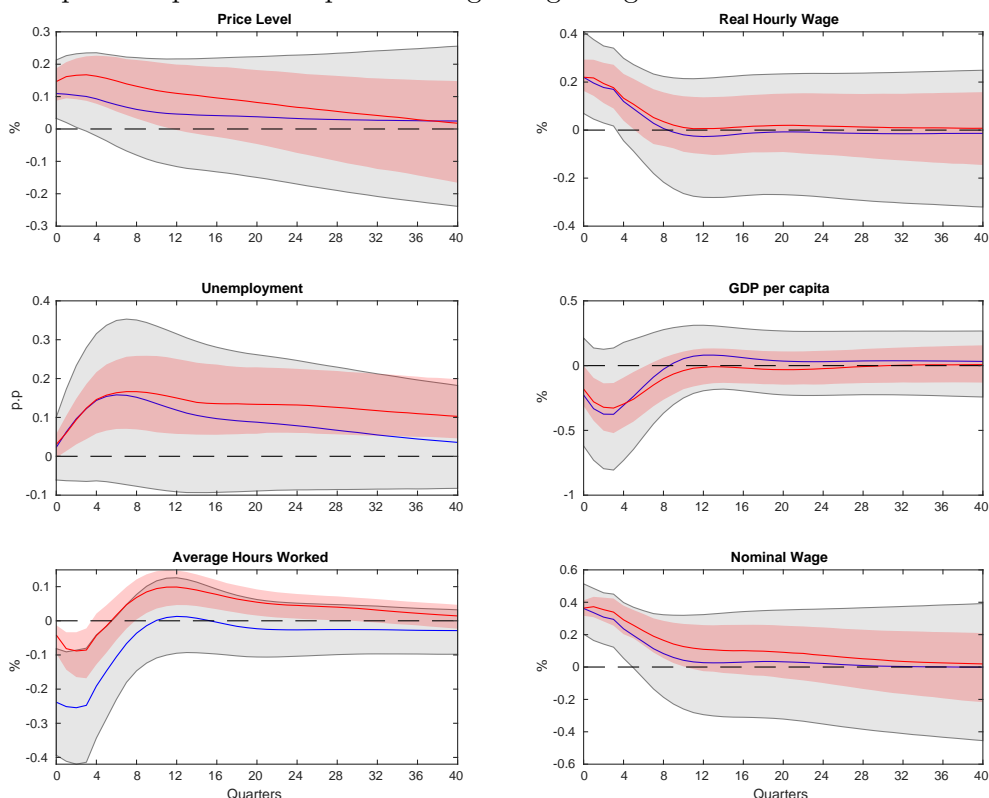 Price Level
0.3
0.2
0.1
0
-0.1
-0.2
-0.3
%
0 4 8 12 16 20 24 28 32 36 40
Real Hourly Wage
0.4
0.2
0
-0.2
-0.4
%
0 4 8 12 16 20 24 28 32 36 40
Unemployment
0.4
0.3
0.2
0.1
0
-0.1
p.p
0 4 8 12 16 20 24 28 32 36 40
GDP per capita
0.5
0
-0.5
-1
%
0 4 8 12 16 20 24 28 32 36 40
Average Hours Worked
0.1
0
-0.1
-0.2
-0.3
-0.4
%
0 4 8 12 16 20 24 28 32 36 40
Quarters
Nominal Wage
0.6
0.4
0.2
0
-0.2
-0.4
-0.6
%
0 4 8 12 16 20 24 28 32 36 40
Quarters